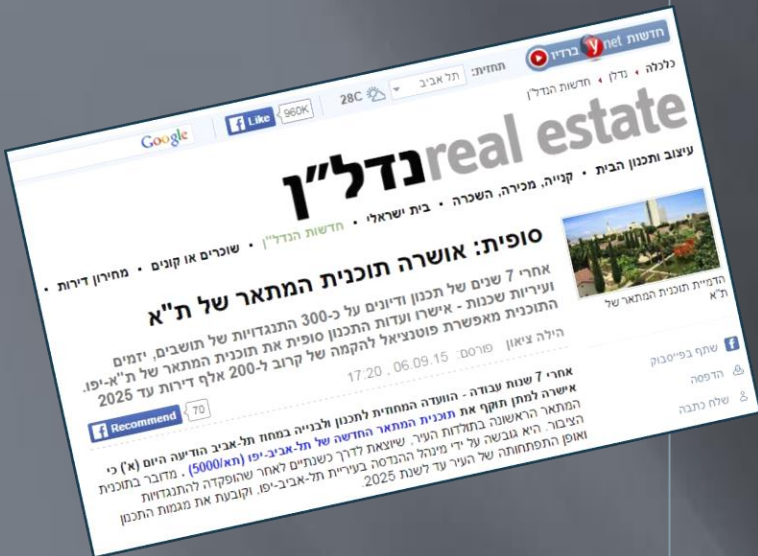 חדשות ynet ברדיו
תחזית: תל אביב 28C
Like 960K
Google
כלכלה נדלן חדשות הנדל"ן
נדל"ן real estate
עיצוב ותכנון הבית • קנייה, מכירה, השכרה • בית ישראלי • חדשות הנדל"ן • שוכרים או קונים • מחירון דירות •
סופית: אושרה תוכנית המתאר של ת"א
אחרי 7 שנים של תכנון ודיונים על כ-300 התנגדויות של תושבים, יזמים
ועיריות שכנות - אישרו ועדות התכנון סופית את תוכנית המתאר של ת"א-יפו.
התוכנית מאפשרת פוטנציאל להקמה של קרוב ל-200 אלף דירות עד 2025
הילה ציאון פורסם: 06.09.15 , 17:20
Recommend 70
אחרי 7 שנות עבודה - הוועדה המחוזית לתכנון ולבנייה במחוז תל-אביב הודיעה היום (א') כי
אישרה למתן תוקף את תוכנית המתאר החדשה של תל-אביב-יפו (תא/5000). מדובר בתוכנית
המתאר הראשונה בתולדות העיר, שיוצאת לדרך כשנתיים לאחר שהופקדה להתנגדויות
הציבור. היא גובשה על ידי מינהל ההנדסה בעיריית תל-אביב-יפו, וקובעת את מגמות התכנון
ואופן התפתחותה של העיר עד לשנת 2025.
הדמיית תוכנית המתאר של
ת"א
שתף בפייסבוק
הדפסה
שלח כתבה